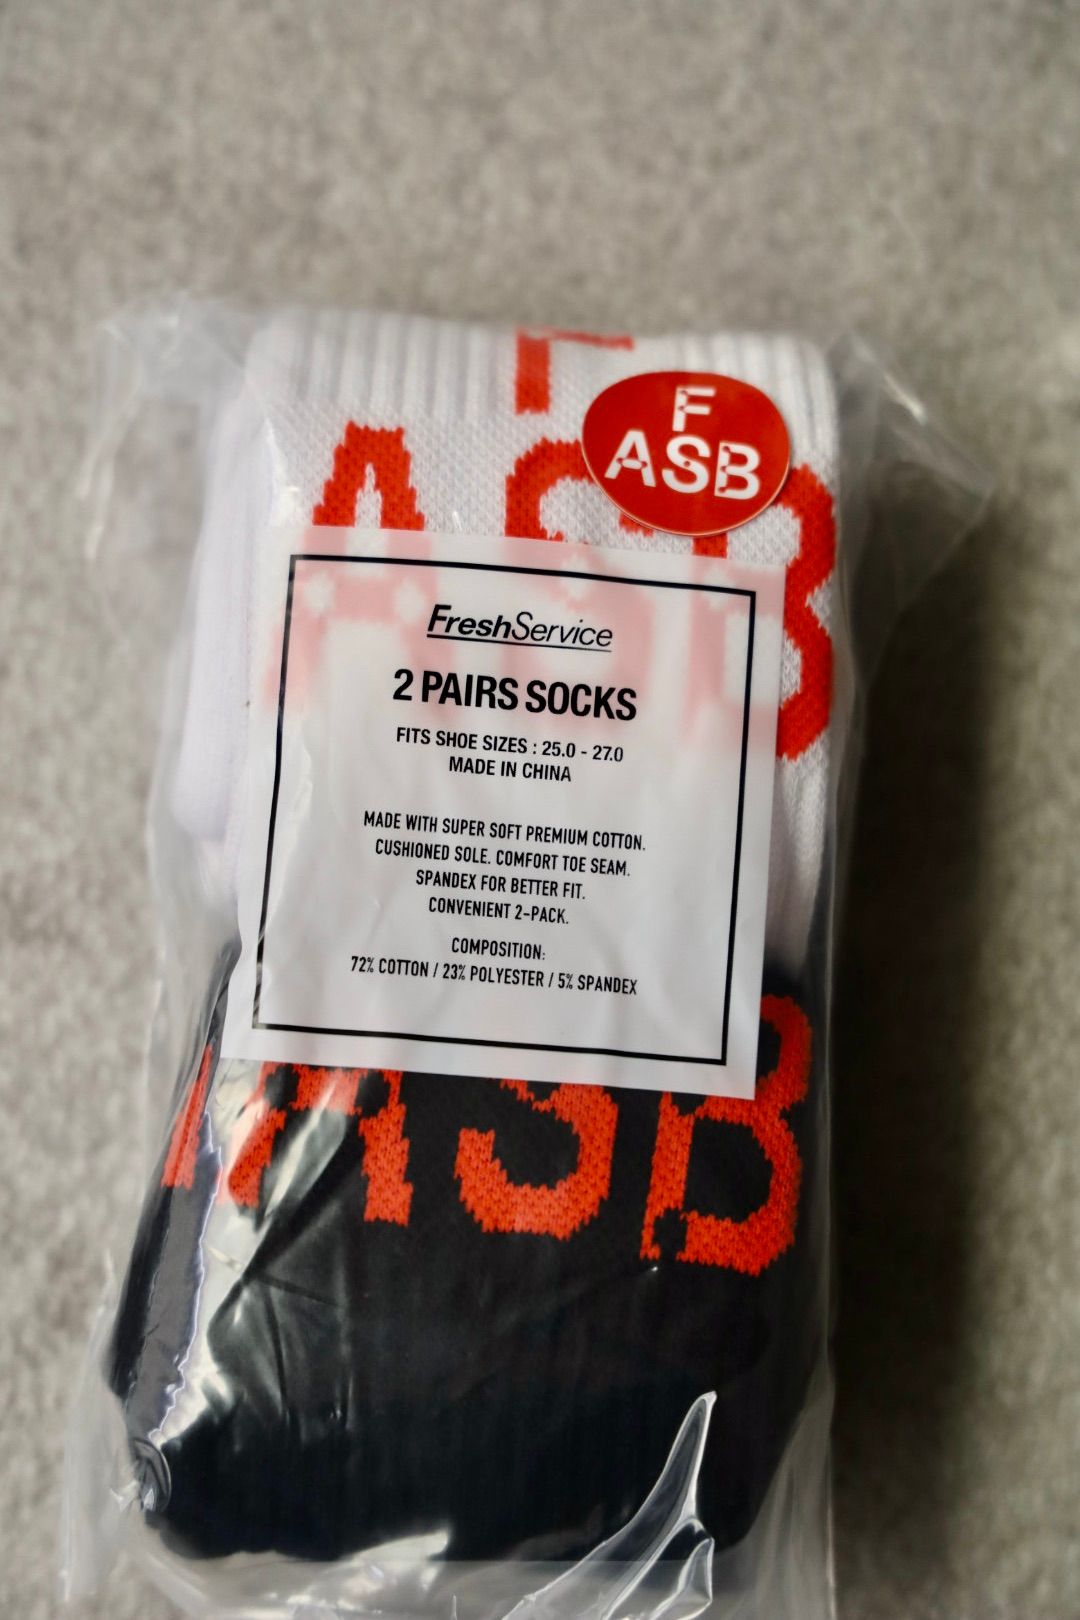 F
ASB
F
ASB
FreshService
2 PAIRS SOCKS
FITS SHOE SIZES : 25.0 - 27.0
MADE IN CHINA
MADE WITH SUPER SOFT PREMIUM COTTON.
CUSHIONED SOLE. COMFORT TOE SEAM.
SPANDEX FOR BETTER FIT.
CONVENIENT 2-PACK.
COMPOSITION:
72% COTTON / 23% POLYESTER / 5% SPANDEX
ASB